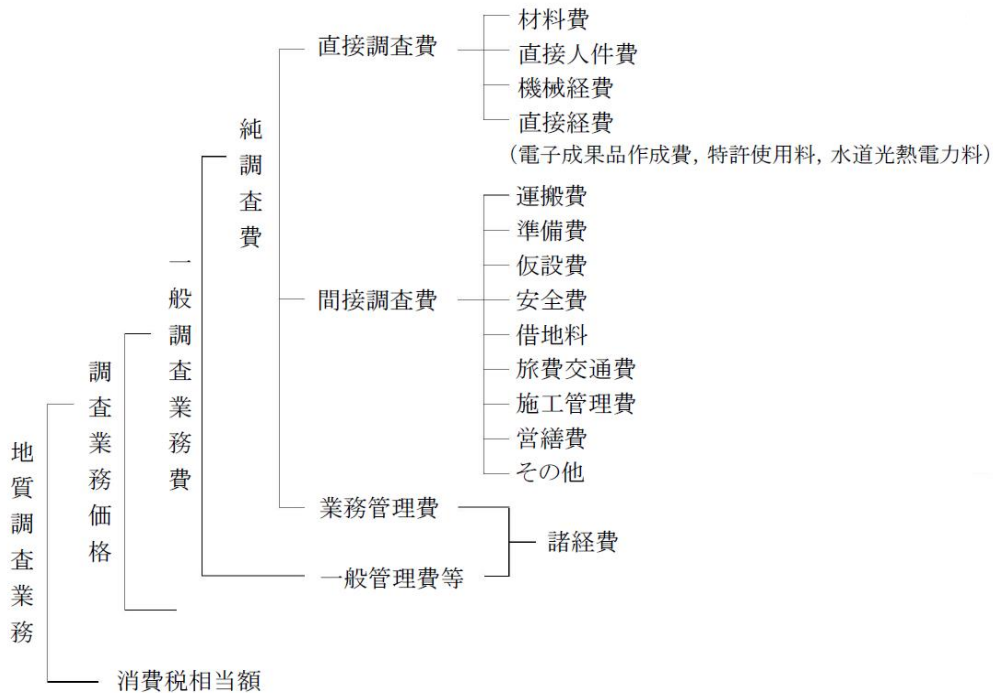 地質調査業務
調査業務価格
消費税相当額
一般調査業務費
純調査費
一般管理費等
直接調査費
材料費
直接人件費
機械経費
直接経費
（電子成果品作成費, 特許使用料, 水道光熱電力料）
間接調査費
運搬費
準備費
仮設費
安全費
借地料
旅費交通費
施工管理費
営繕費
その他
業務管理費
諸経費